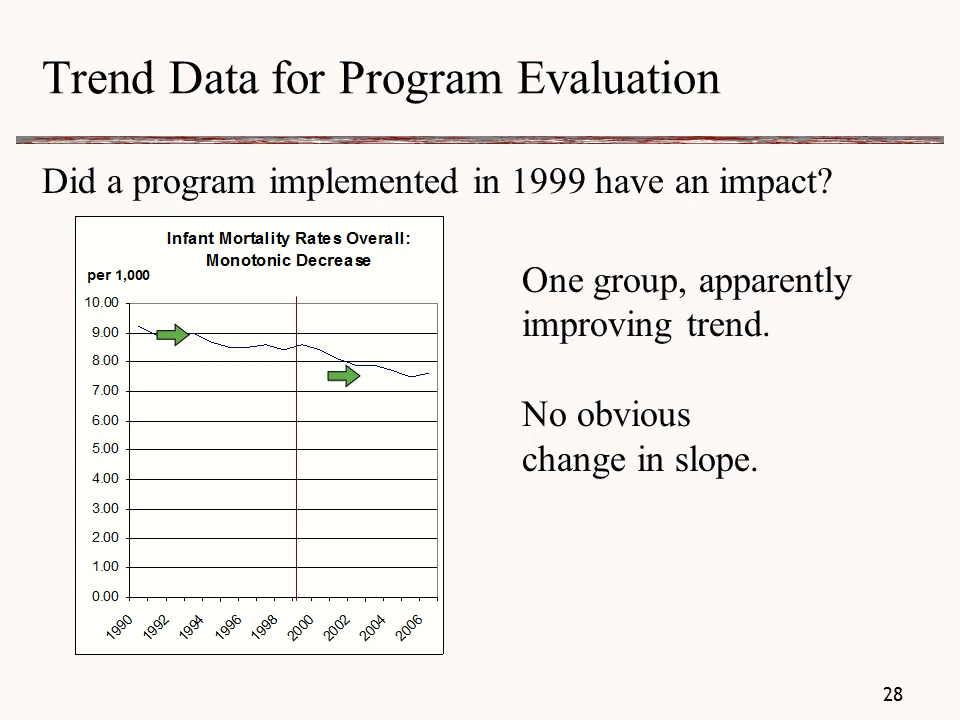 Trend Data for Program Evaluation
Did a program implemented in 1999 have an impact?
Infant Mortality Rates Overall:
Monotonic Decrease
per 1,000
10.00
9.00
8.00
7.00
6.00
5.00
4.00
3.00
2.00
1.00
0.00
1990 1992 1994 1996 1998 2000 2002 2004 2006
One group, apparently
improving trend.
No obvious
change in slope.
28